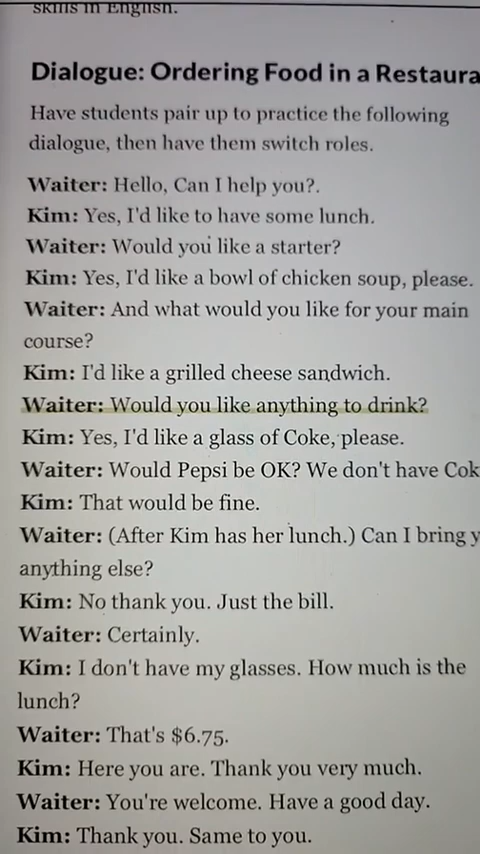 skills in English.
Dialogue: Ordering Food in a Restaura
Have students pair up to practice the following
dialogue, then have them switch roles.
Waiter: Hello, Can I help you?.
Kim: Yes, I'd like to have some lunch.
Waiter: Would you like a starter?
Kim: Yes, I'd like a bowl of chicken soup, please.
Waiter: And what would you like for your main
course?
Kim: I'd like a grilled cheese sandwich.
Waiter: Would you like anything to drink?
Kim: Yes, I'd like a glass of Coke, please.
Waiter: Would Pepsi be OK? We don't have Cok
Kim: That would be fine.
Waiter: (After Kim has her lunch.) Can I bring y
anything else?
Kim: No thank you. Just the bill.
Waiter: Certainly.
Kim: I don't have my glasses. How much is the
lunch?
Waiter: That's $6.75.
Kim: Here you are. Thank you very much.
Waiter: You're welcome. Have a good day.
Kim: Thank you. Same to you.